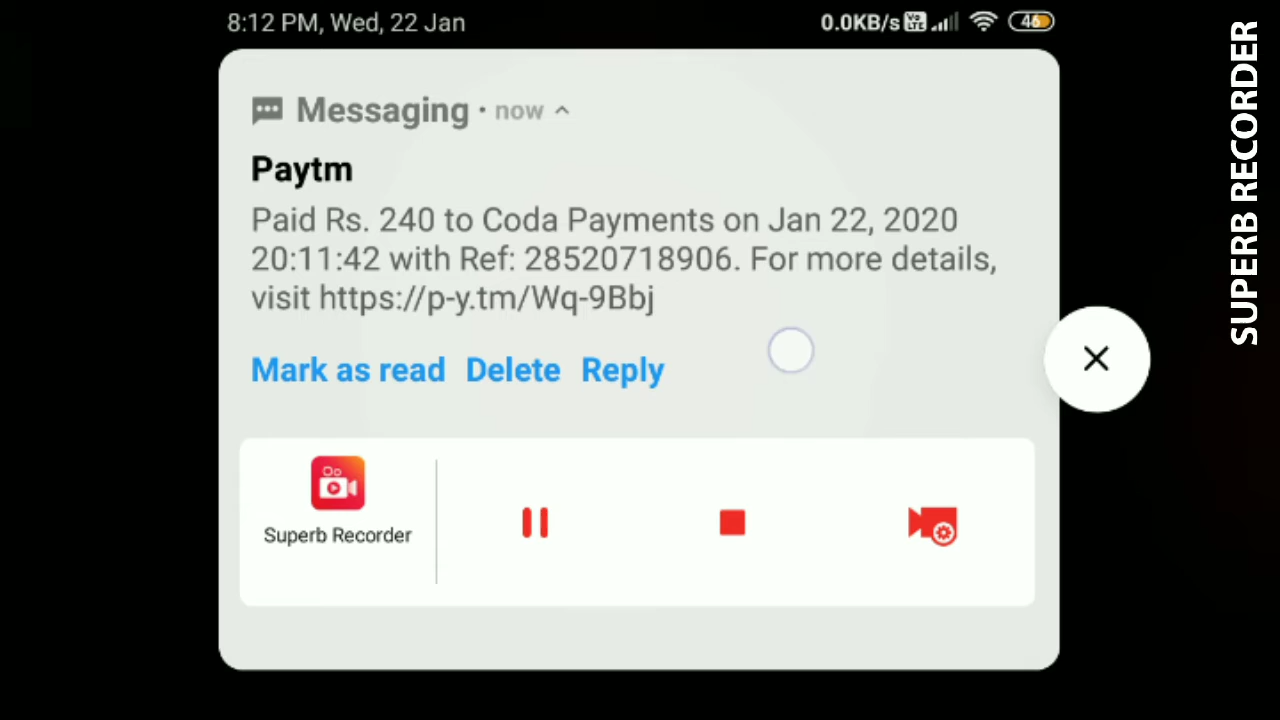 8:12 PM, Wed, 22 Jan
0.0KB/s Vo LTE 46
SUPERB RECORDER
Messaging · now
Paytm
Paid Rs. 240 to Coda Payments on Jan 22, 2020
20:11:42 with Ref: 28520718906. For more details,
visit https://p-y.tm/Wq-9Bbj
Mark as read Delete Reply
Superb Recorder